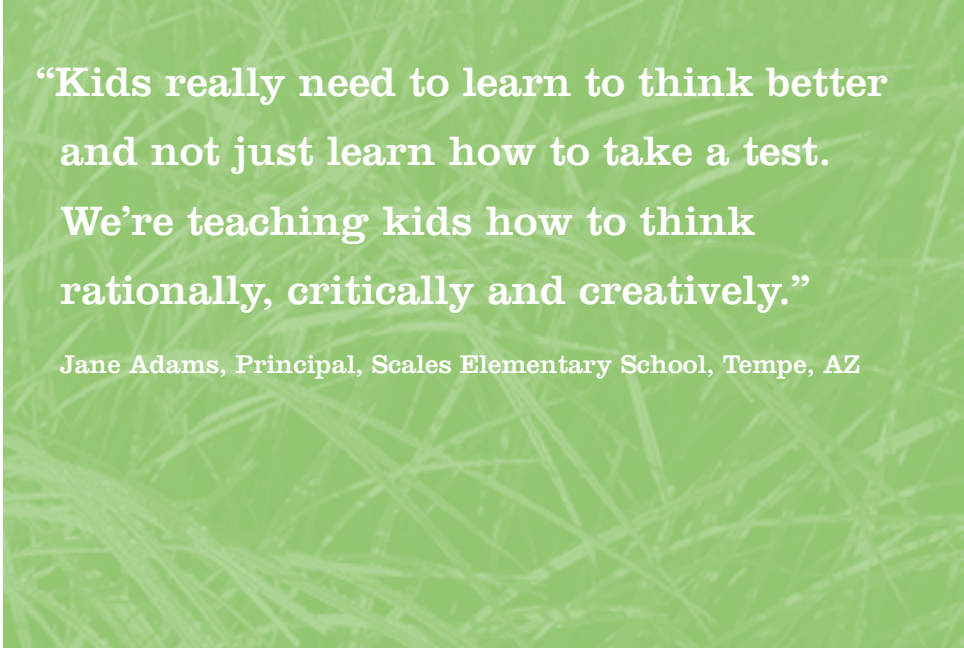 “Kids really need to learn to think better
and not just learn how to take a test.
We’re teaching kids how to think
rationally, critically and creatively.”
Jane Adams, Principal, Scales Elementary School, Tempe, AZ